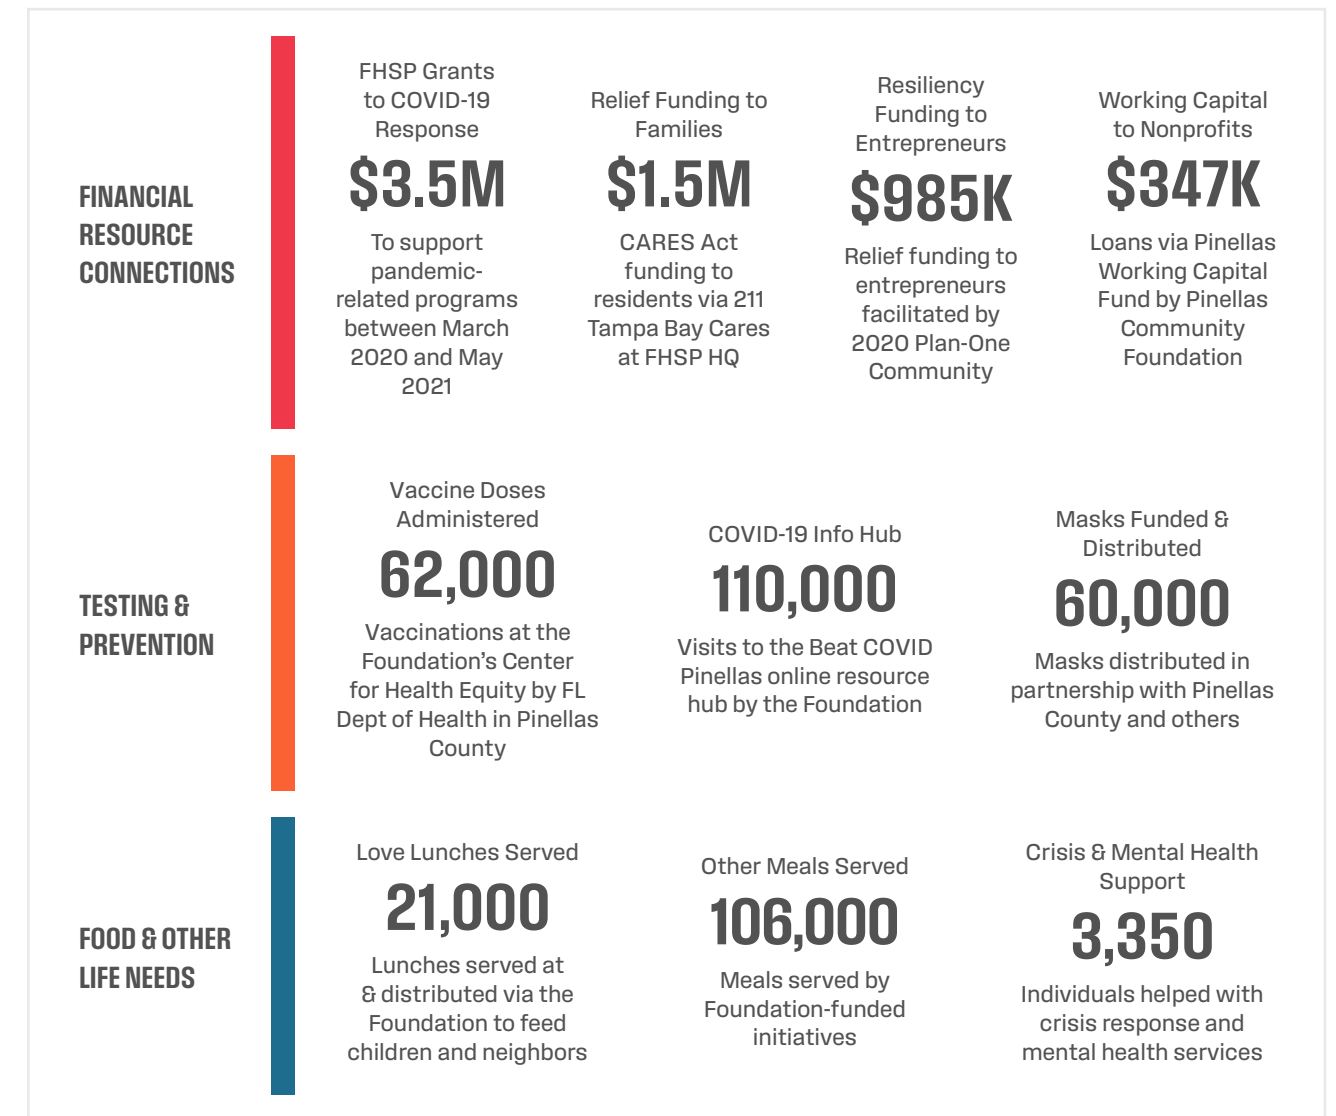 FINANCIAL
RESOURCE
CONNECTIONS
FHSP Grants
to COVID-19
Response
$3.5M
To support
pandemic-
related programs
between March
2020 and May
2021
Relief Funding to
Families
$1.5M
CARES Act
funding to
residents via 211
Tampa Bay Cares
at FHSP HQ
Resiliency
Funding to
Entrepreneurs
$985K
Relief funding to
entrepreneurs
facilitated by
2020 Plan-One
Community
Working Capital
to Nonprofits
$347K
Loans via Pinellas
Working Capital
Fund by Pinellas
Community
Foundation
TESTING &
PREVENTION
Vaccine Doses
Administered
62,000
Vaccinations at the
Foundation’s Center
for Health Equity by FL
Dept of Health in Pinellas
County
COVID-19 Info Hub
110,000
Visits to the Beat COVID
Pinellas online resource
hub by the Foundation
Masks Funded &
Distributed
60,000
Masks distributed in
partnership with Pinellas
County and others
FOOD & OTHER
LIFE NEEDS
Love Lunches Served
21,000
Lunches served at
& distributed via the
Foundation to feed
children and neighbors
Other Meals Served
106,000
Meals served by
Foundation-funded
initiatives
Crisis & Mental Health
Support
3,350
Individuals helped with
crisis response and
mental health services